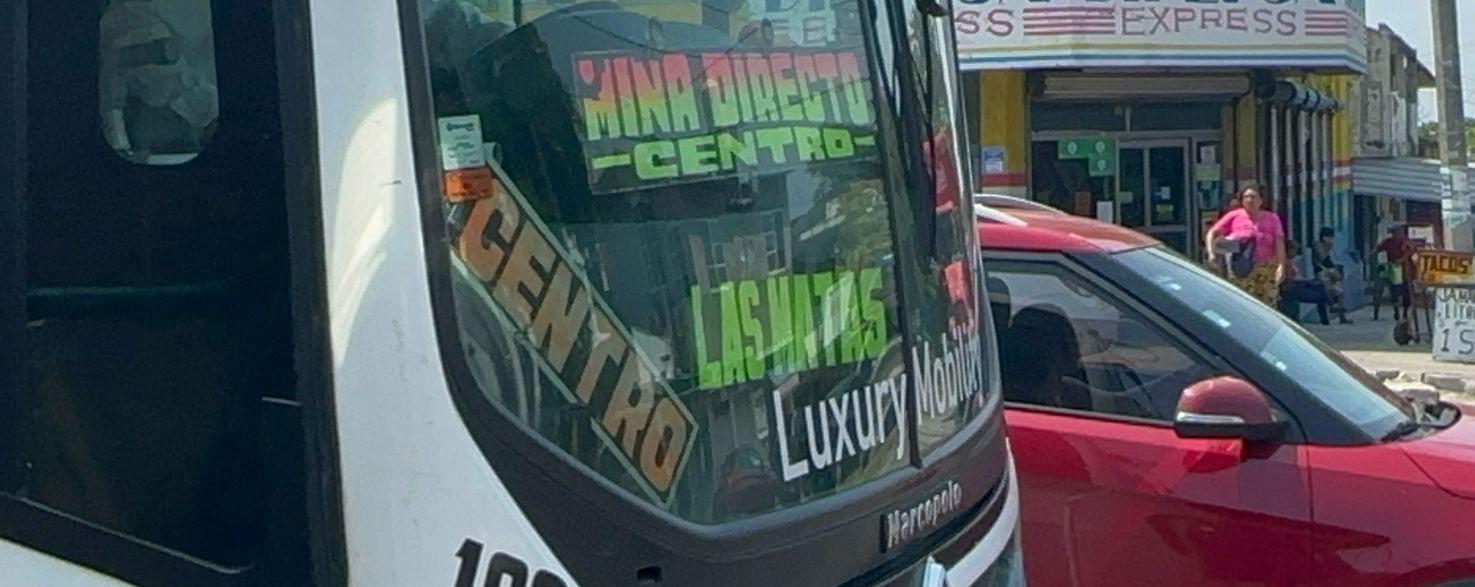 MINA DIRECTO
-CENTRO-
CENTRO
LAS MATAS
Luxury Mobility
Marcopolo
EXPRESS
TACOS